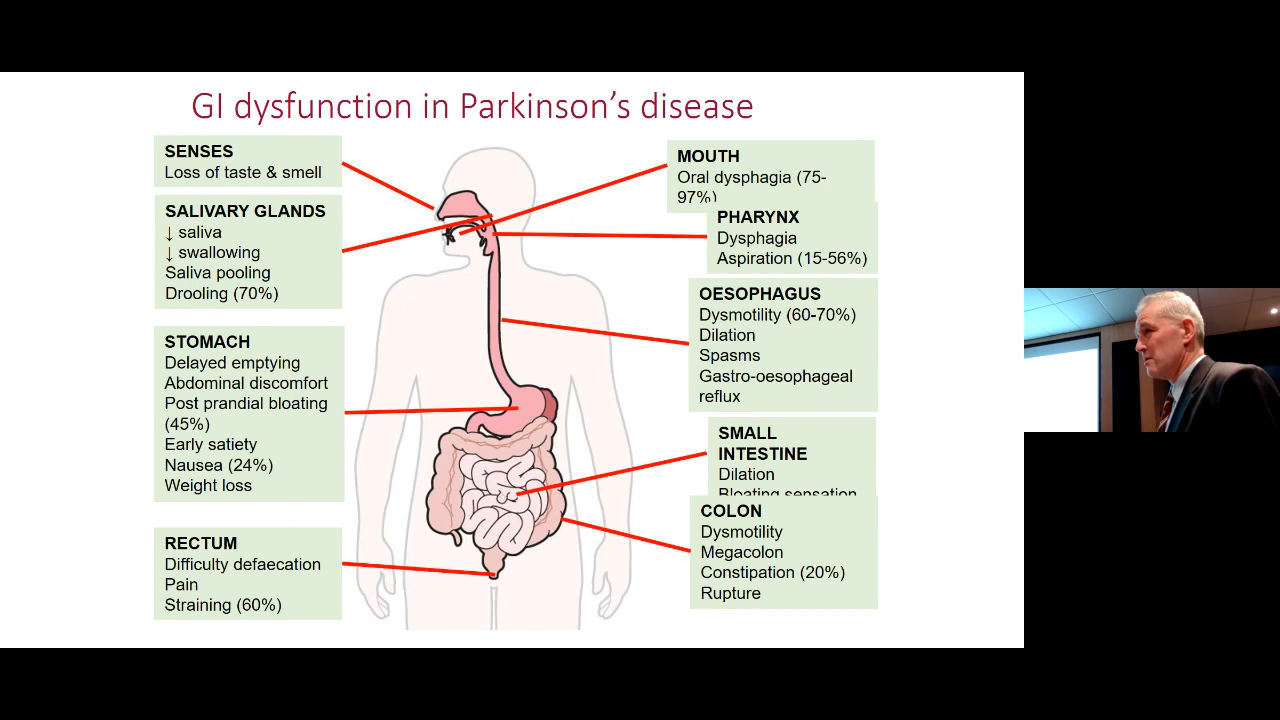 GI dysfunction in Parkinson’s disease
SENSES
Loss of taste & smell
SALIVARY GLANDS
↓ saliva
↓ swallowing
Saliva pooling
Drooling (70%)
STOMACH
Delayed emptying
Abdominal discomfort
Post prandial bloating
(45%)
Early satiety
Nausea (24%)
Weight loss
RECTUM
Difficulty defaecation
Pain
Straining (60%)
MOUTH
Oral dysphagia (75-
97%)
PHARYNX
Dysphagia
Aspiration (15-56%)
OESOPHAGUS
Dysmotility (60-70%)
Dilation
Spasms
Gastro-oesophageal
reflux
SMALL
INTESTINE
Dilation
Bloating sensation
COLON
Dysmotility
Megacolon
Constipation (20%)
Rupture